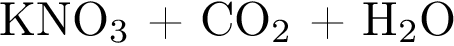 KNO₃ + CO₂ + H₂O